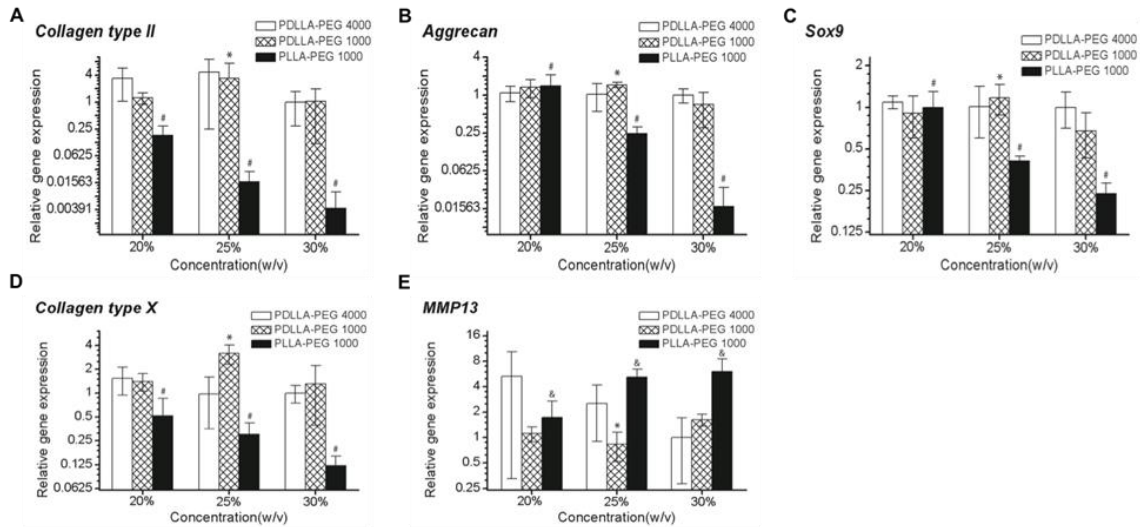 A
Collagen type II
PDLLA-PEG 4000
PDLLA-PEG 1000
PLLA-PEG 1000
Relative gene expression
4
1
0.25
0.0625
0.01563
0.00391
*
#
#
#
20%
25%
30%
Concentration(w/v)
B
Aggrecan
PDLLA-PEG 4000
PDLLA-PEG 1000
PLLA-PEG 1000
Relative gene expression
4
1
0.25
0.0625
0.01563
#
*
#
#
20%
25%
30%
Concentration(w/v)
C
Sox9
PDLLA-PEG 4000
PDLLA-PEG 1000
PLLA-PEG 1000
Relative gene expression
2
1
0.5
0.25
0.125
#
*
#
#
20%
25%
30%
Concentration(w/v)
D
Collagen type X
PDLLA-PEG 4000
PDLLA-PEG 1000
PLLA-PEG 1000
Relative gene expression
4
2
1
0.5
0.25
0.125
0.0625
*
#
#
#
20%
25%
30%
Concentration(w/v)
E
MMP13
PDLLA-PEG 4000
PDLLA-PEG 1000
PLLA-PEG 1000
Relative gene expression
16
8
4
2
1
0.5
0.25
&
*
&
&
20%
25%
30%
Concentration(w/v)